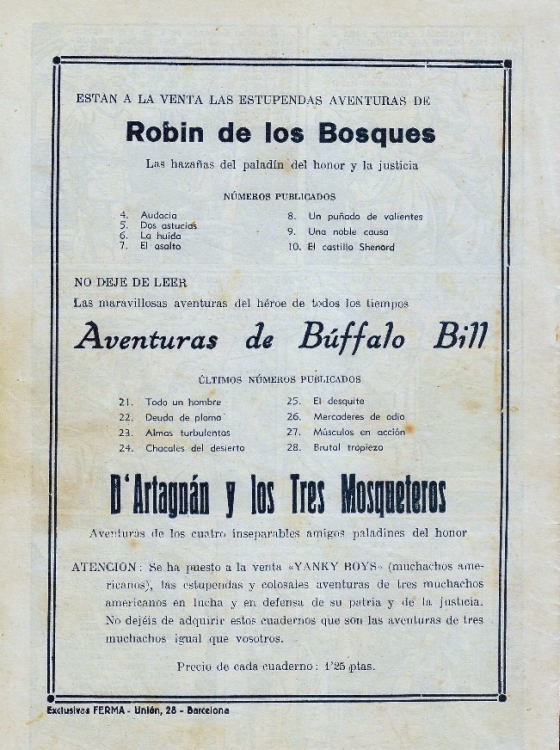 ESTAN A LA VENTA LAS ESTUPENDAS AVENTURAS DE
Robin de los Bosques
Las hazañas del paladín del honor y la justicia
NÚMEROS PUBLICADOS
4. Audacia
5. Dos astucias
6. La huída
7. El asalto
8. Un puñado de valientes
9. Una noble causa
10. El castillo Shenard
NO DEJE DE LEER
Las maravillosas aventuras del héroe de todos los tiempos
Aventuras de Búffalo Bill
ÚLTIMOS NÚMEROS PUBLICADOS
21. Todo un hombre
22. Deuda de plomo
23. Almas turbulentas
24. Chacales del desierto
25. El desquite
26. Mercaderes de odio
27. Músculos en acción
28. Brutal tropiezo
D'Artagnán y los Tres Mosqueteros
Aventuras de los cuatro inseparables amigos paladines del honor
ATENCION: Se ha puesto a la venta «YANKY BOYS» (muchachos ame-
ricanos), las estupendas y colosales aventuras de tres muchachos
americanos en lucha y en defensa de su patria y de la justicia.
No dejéis de adquirir estos cuadernos que son las aventuras de tres
muchachos igual que vosotros.
Precio de cada cuaderno: 1'25 ptas.
Exclusivas FERMA - Unión, 28 - Barcelona